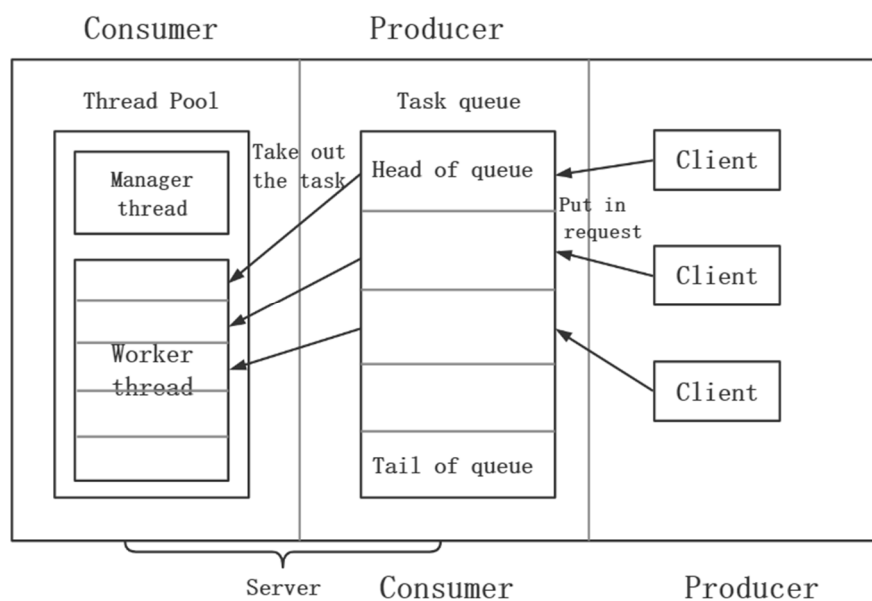 Consumer
Producer
Thread Pool
Task queue
Manager
thread
Take out
the task
Head of queue
Client
Put in
request
Client
Worker
thread
Client
Tail of queue
Server
Consumer
Producer